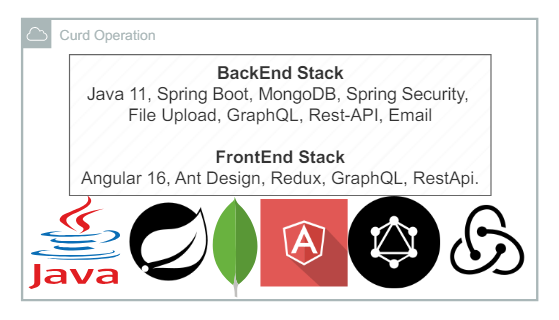 Curd Operation
BackEnd Stack
Java 11, Spring Boot, MongoDB, Spring Security,
File Upload, GraphQL, Rest-API, Email
FrontEnd Stack
Angular 16, Ant Design, Redux, GraphQL, RestApi.
Java
A